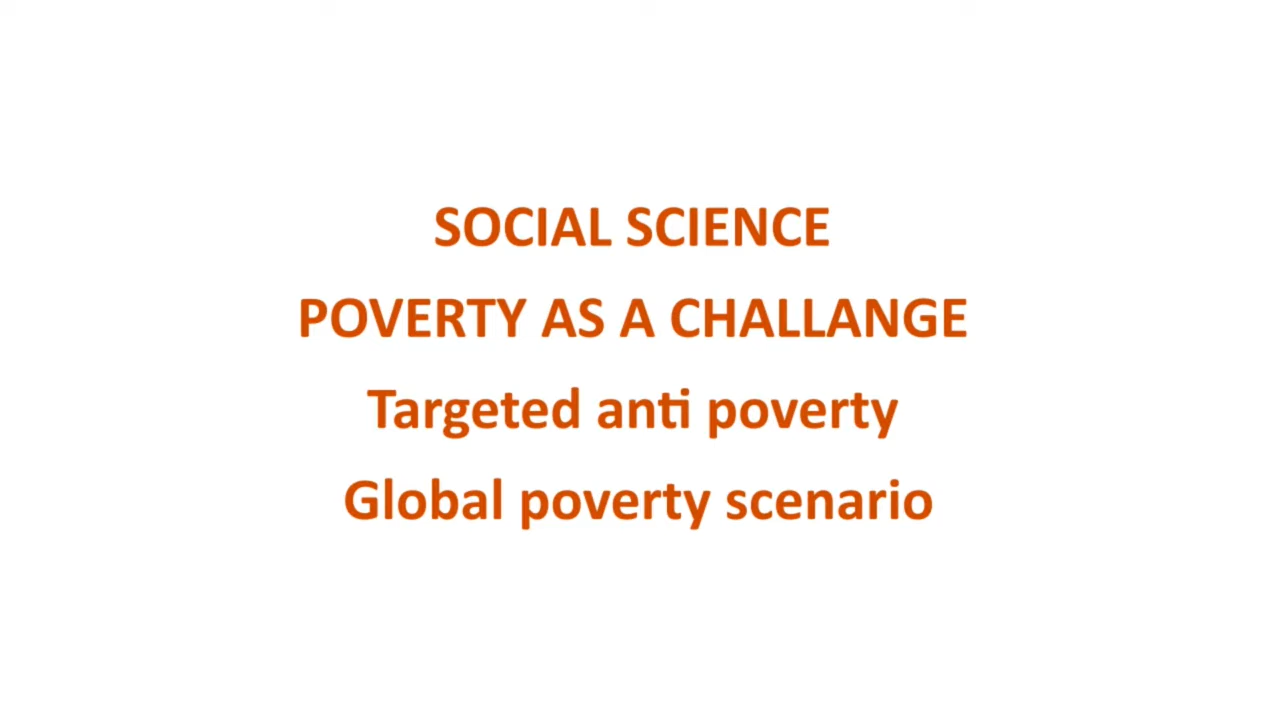 SOCIAL SCIENCE
POVERTY AS A CHALLANGE
Targeted anti poverty
Global poverty scenario